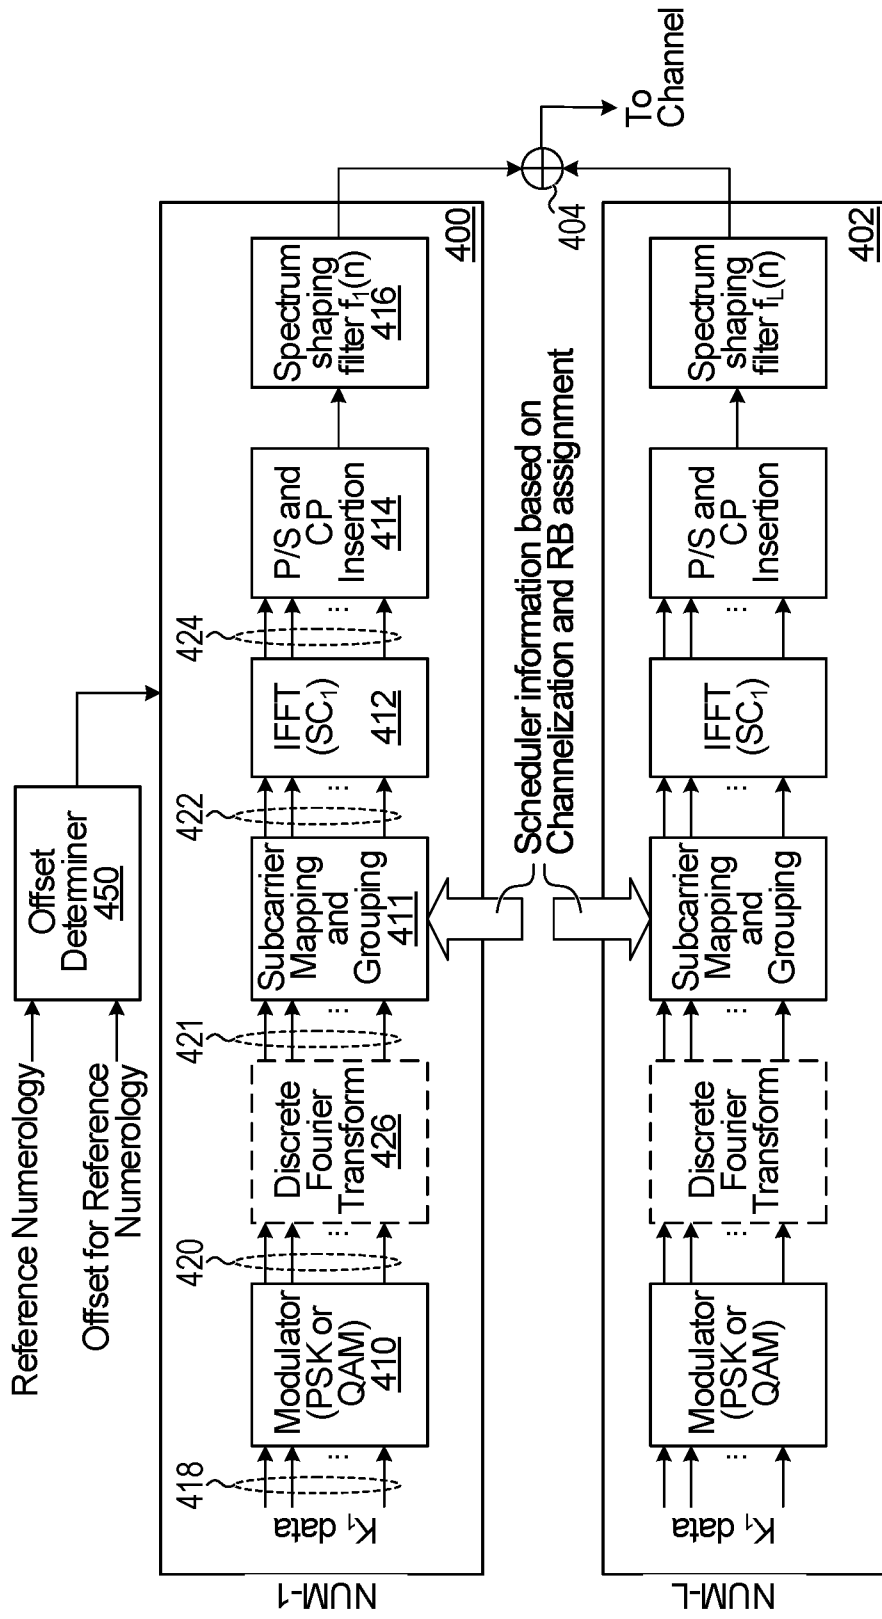 Reference Numerology
Offset for Reference
Numerology
Offset
Determiner
450
NUM-1
K1 data
418
Modulator
(PSK or
QAM)
410
...
420
Discrete
Fourier
Transform
426
...
421
Subcarrier
Mapping
and
Grouping
411
...
422
IFFT
(SC1)
412
...
424
P/S and
CP
Insertion
414
...
Spectrum
shaping
filter f1(n)
416
400
Scheduler information based on
Channelization and RB assignment
404
To
Channel
NUM-L
K1 data
...
Modulator
(PSK or
QAM)
...
Discrete
Fourier
Transform
...
Subcarrier
Mapping
and
Grouping
...
IFFT
(SC1)
...
P/S and
CP
Insertion
Spectrum
shaping
filter fL(n)
402